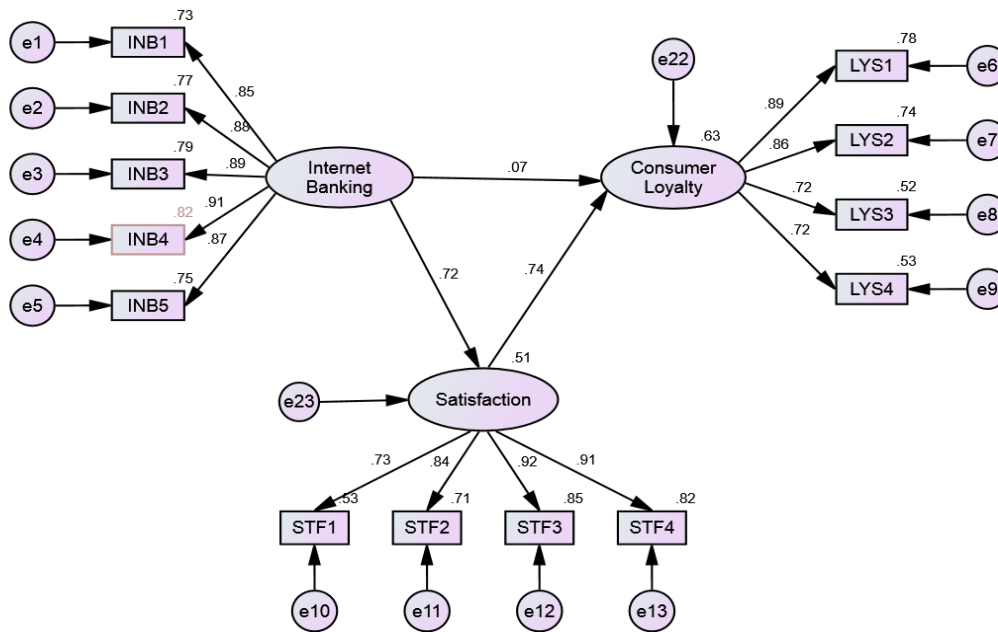 .73
e1
INB1
.85
.77
e2
INB2
.88
.79
e3
INB3
.89
.82
e4
INB4
.91
.75
e5
INB5
.87
Internet
Banking
.07
.72
.74
e22
.63
Consumer
Loyalty
.89
.86
.72
.72
.78
LYS1
e6
.74
LYS2
e7
.52
LYS3
e8
.53
LYS4
e9
.51
e23
Satisfaction
.73
.84
.92
.91
.53
.71
.85
.82
STF1
STF2
STF3
STF4
e10
e11
e12
e13